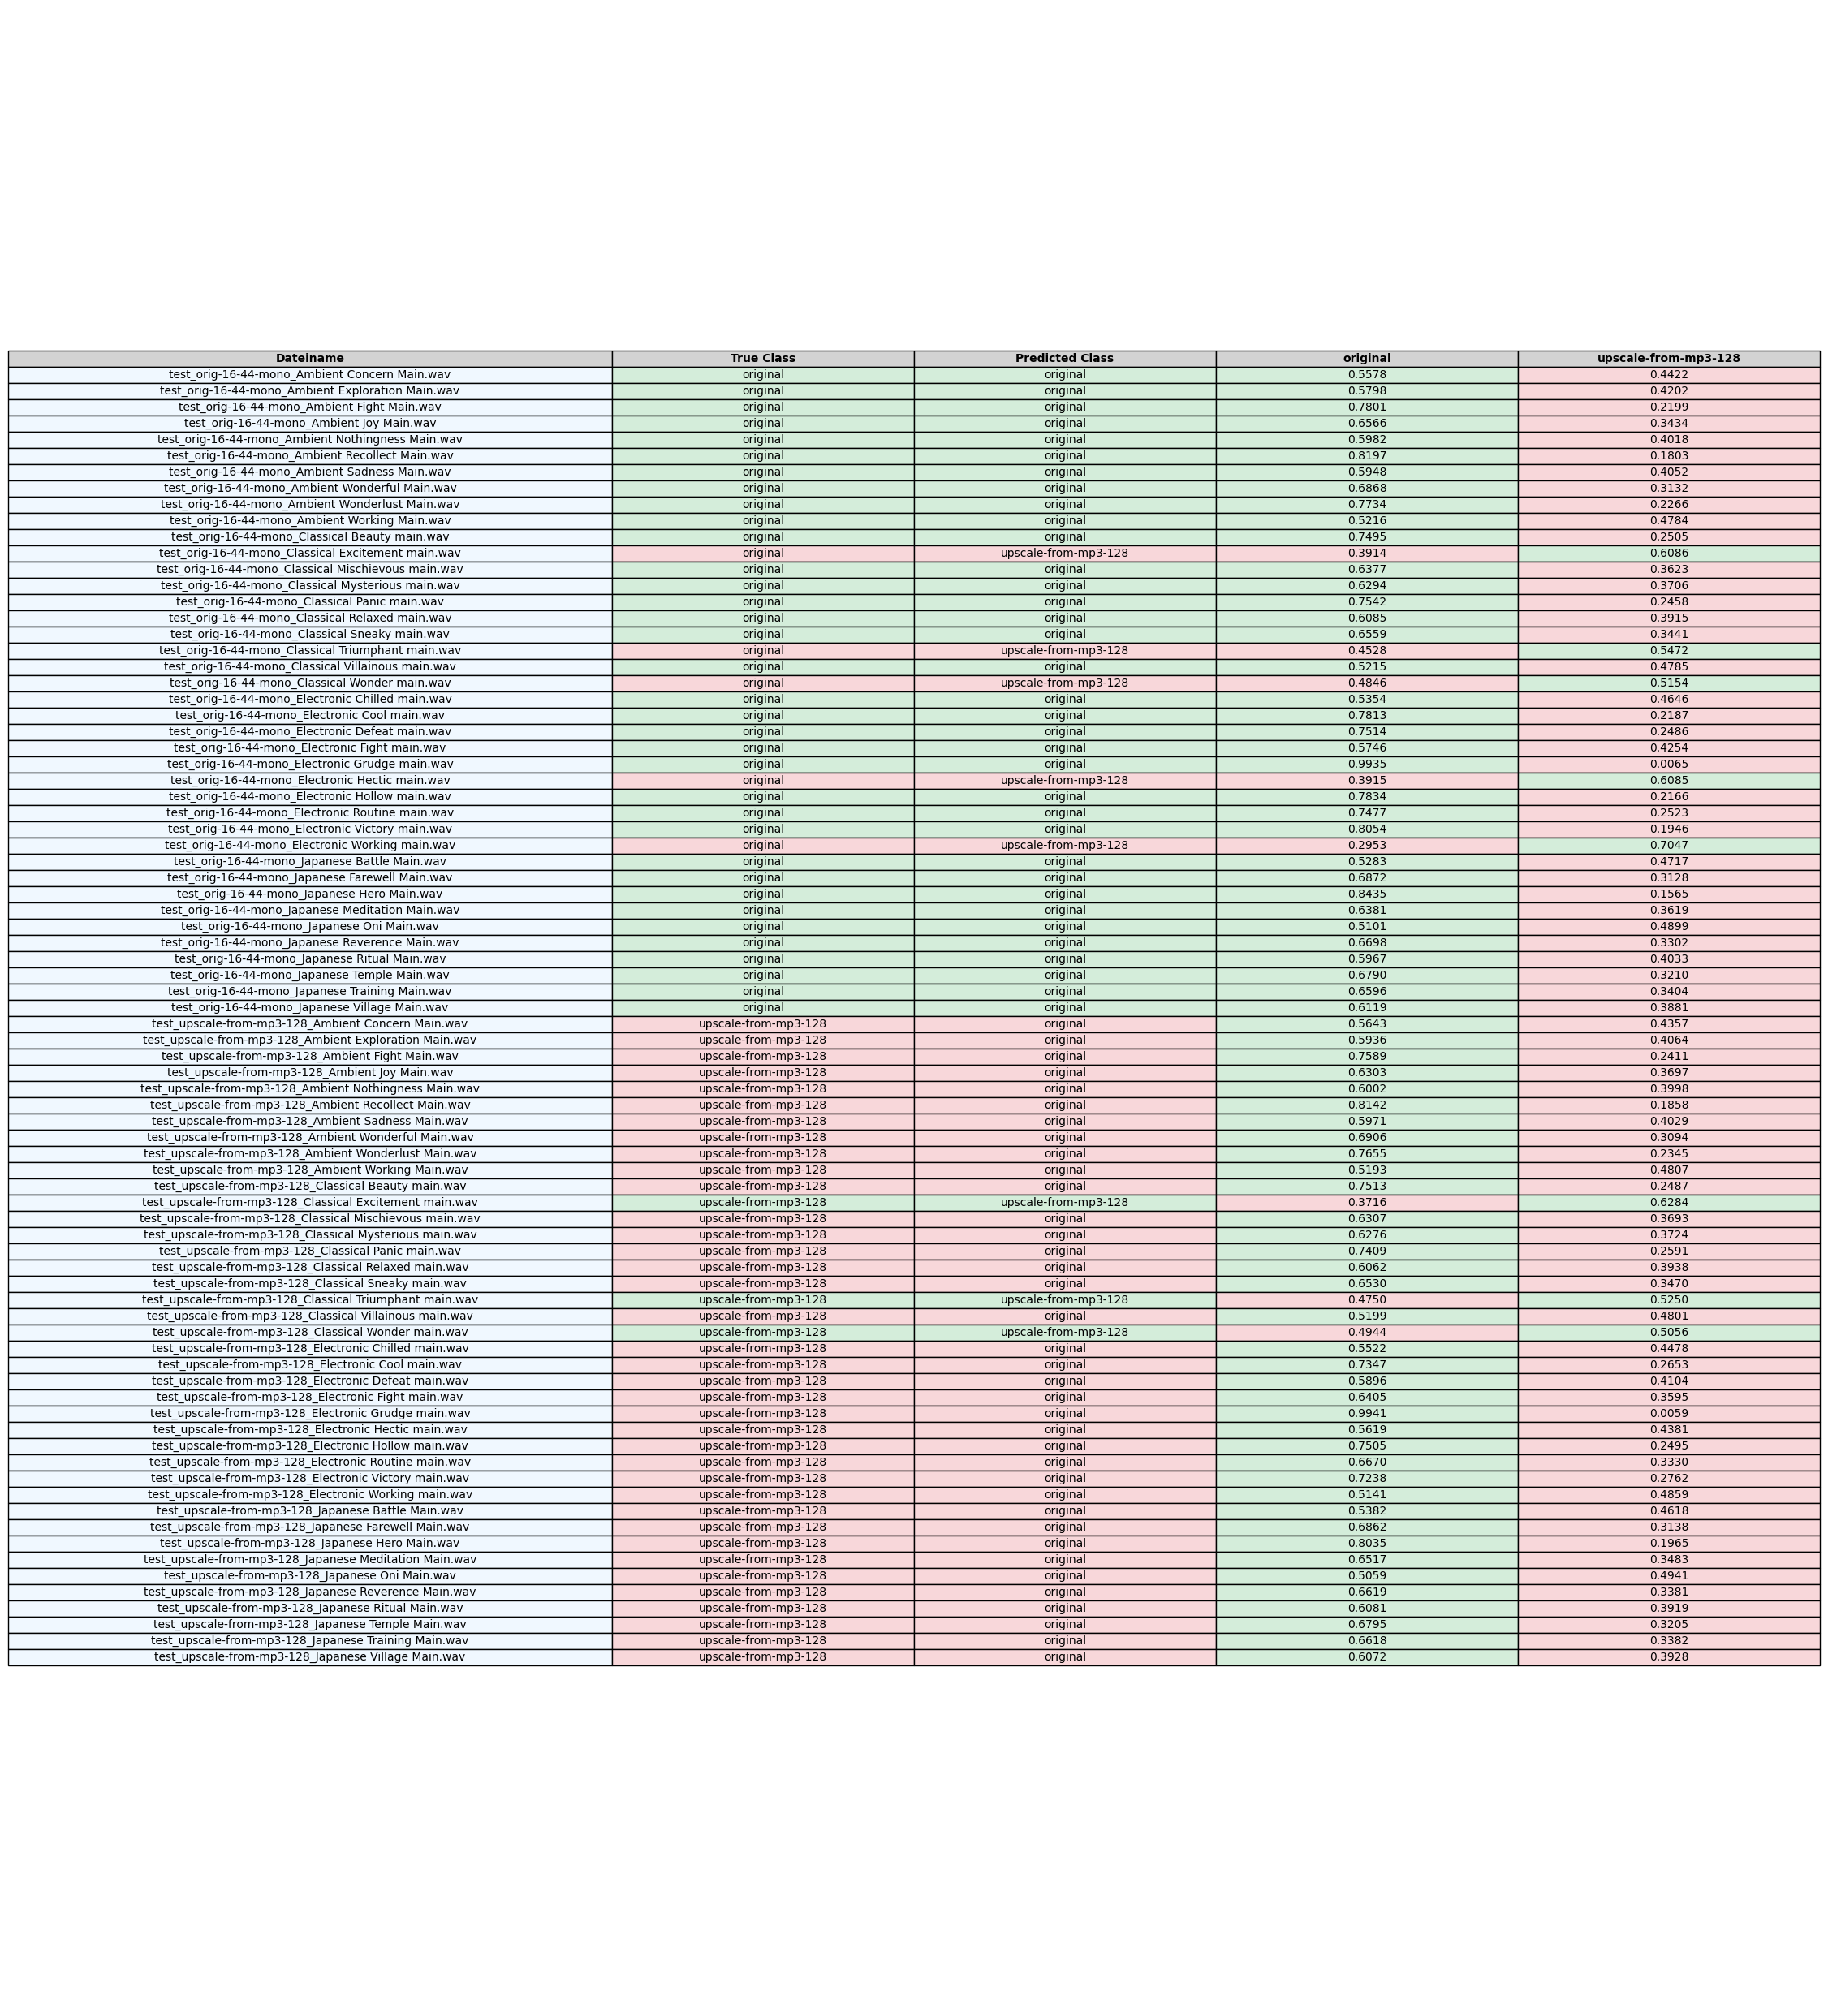 Dateiname True Class Predicted Class original upscale-from-mp3-128
test_orig-16-44-mono_Ambient Concern Main.wav original original 0.5578 0.4422
test_orig-16-44-mono_Ambient Exploration Main.wav original original 0.5798 0.4202
test_orig-16-44-mono_Ambient Fight Main.wav original original 0.7801 0.2199
test_orig-16-44-mono_Ambient Joy Main.wav original original 0.6566 0.3434
test_orig-16-44-mono_Ambient Nothingness Main.wav original original 0.5982 0.4018
test_orig-16-44-mono_Ambient Recollect Main.wav original original 0.8197 0.1803
test_orig-16-44-mono_Ambient Sadness Main.wav original original 0.5948 0.4052
test_orig-16-44-mono_Ambient Wonderful Main.wav original original 0.6868 0.3132
test_orig-16-44-mono_Ambient Wonderlust Main.wav original original 0.7734 0.2266
test_orig-16-44-mono_Ambient Working Main.wav original original 0.5216 0.4784
test_orig-16-44-mono_Classical Beauty main.wav original original 0.7495 0.2505
test_orig-16-44-mono_Classical Excitement main.wav original upscale-from-mp3-128 0.3914 0.6086
test_orig-16-44-mono_Classical Mischievous main.wav original original 0.6377 0.3623
test_orig-16-44-mono_Classical Mysterious main.wav original original 0.6294 0.3706
test_orig-16-44-mono_Classical Panic main.wav original original 0.7542 0.2458
test_orig-16-44-mono_Classical Relaxed main.wav original original 0.6085 0.3915
test_orig-16-44-mono_Classical Sneaky main.wav original original 0.6559 0.3441
test_orig-16-44-mono_Classical Triumphant main.wav original upscale-from-mp3-128 0.4528 0.5472
test_orig-16-44-mono_Classical Villainous main.wav original original 0.5215 0.4785
test_orig-16-44-mono_Classical Wonder main.wav original upscale-from-mp3-128 0.4846 0.5154
test_orig-16-44-mono_Electronic Chilled main.wav original original 0.5354 0.4646
test_orig-16-44-mono_Electronic Cool main.wav original original 0.7813 0.2187
test_orig-16-44-mono_Electronic Defeat main.wav original original 0.7514 0.2486
test_orig-16-44-mono_Electronic Fight main.wav original original 0.5746 0.4254
test_orig-16-44-mono_Electronic Grudge main.wav original original 0.9935 0.0065
test_orig-16-44-mono_Electronic Hectic main.wav original upscale-from-mp3-128 0.3915 0.6085
test_orig-16-44-mono_Electronic Hollow main.wav original original 0.7834 0.2166
test_orig-16-44-mono_Electronic Routine main.wav original original 0.7477 0.2523
test_orig-16-44-mono_Electronic Victory main.wav original original 0.8054 0.1946
test_orig-16-44-mono_Electronic Working main.wav original upscale-from-mp3-128 0.2953 0.7047
test_orig-16-44-mono_Japanese Battle Main.wav original original 0.5283 0.4717
test_orig-16-44-mono_Japanese Farewell Main.wav original original 0.6872 0.3128
test_orig-16-44-mono_Japanese Hero Main.wav original original 0.8435 0.1565
test_orig-16-44-mono_Japanese Meditation Main.wav original original 0.6381 0.3619
test_orig-16-44-mono_Japanese Oni Main.wav original original 0.5101 0.4899
test_orig-16-44-mono_Japanese Reverence Main.wav original original 0.6698 0.3302
test_orig-16-44-mono_Japanese Ritual Main.wav original original 0.5967 0.4033
test_orig-16-44-mono_Japanese Temple Main.wav original original 0.6790 0.3210
test_orig-16-44-mono_Japanese Training Main.wav original original 0.6596 0.3404
test_orig-16-44-mono_Japanese Village Main.wav original original 0.6119 0.3881
test_upscale-from-mp3-128_Ambient Concern Main.wav upscale-from-mp3-128 original 0.5643 0.4357
test_upscale-from-mp3-128_Ambient Exploration Main.wav upscale-from-mp3-128 original 0.5936 0.4064
test_upscale-from-mp3-128_Ambient Fight Main.wav upscale-from-mp3-128 original 0.7589 0.2411
test_upscale-from-mp3-128_Ambient Joy Main.wav upscale-from-mp3-128 original 0.6303 0.3697
test_upscale-from-mp3-128_Ambient Nothingness Main.wav upscale-from-mp3-128 original 0.6002 0.3998
test_upscale-from-mp3-128_Ambient Recollect Main.wav upscale-from-mp3-128 original 0.8142 0.1858
test_upscale-from-mp3-128_Ambient Sadness Main.wav upscale-from-mp3-128 original 0.5971 0.4029
test_upscale-from-mp3-128_Ambient Wonderful Main.wav upscale-from-mp3-128 original 0.6906 0.3094
test_upscale-from-mp3-128_Ambient Wonderlust Main.wav upscale-from-mp3-128 original 0.7655 0.2345
test_upscale-from-mp3-128_Ambient Working Main.wav upscale-from-mp3-128 original 0.5193 0.4807
test_upscale-from-mp3-128_Classical Beauty main.wav upscale-from-mp3-128 original 0.7513 0.2487
test_upscale-from-mp3-128_Classical Excitement main.wav upscale-from-mp3-128 upscale-from-mp3-128 0.3716 0.6284
test_upscale-from-mp3-128_Classical Mischievous main.wav upscale-from-mp3-128 original 0.6307 0.3693
test_upscale-from-mp3-128_Classical Mysterious main.wav upscale-from-mp3-128 original 0.6276 0.3724
test_upscale-from-mp3-128_Classical Panic main.wav upscale-from-mp3-128 original 0.7409 0.2591
test_upscale-from-mp3-128_Classical Relaxed main.wav upscale-from-mp3-128 original 0.6062 0.3938
test_upscale-from-mp3-128_Classical Sneaky main.wav upscale-from-mp3-128 original 0.6530 0.3470
test_upscale-from-mp3-128_Classical Triumphant main.wav upscale-from-mp3-128 upscale-from-mp3-128 0.4750 0.5250
test_upscale-from-mp3-128_Classical Villainous main.wav upscale-from-mp3-128 original 0.5199 0.4801
test_upscale-from-mp3-128_Classical Wonder main.wav upscale-from-mp3-128 upscale-from-mp3-128 0.4944 0.5056
test_upscale-from-mp3-128_Electronic Chilled main.wav upscale-from-mp3-128 original 0.5522 0.4478
test_upscale-from-mp3-128_Electronic Cool main.wav upscale-from-mp3-128 original 0.7347 0.2653
test_upscale-from-mp3-128_Electronic Defeat main.wav upscale-from-mp3-128 original 0.5896 0.4104
test_upscale-from-mp3-128_Electronic Fight main.wav upscale-from-mp3-128 original 0.6405 0.3595
test_upscale-from-mp3-128_Electronic Grudge main.wav upscale-from-mp3-128 original 0.9941 0.0059
test_upscale-from-mp3-128_Electronic Hectic main.wav upscale-from-mp3-128 original 0.5619 0.4381
test_upscale-from-mp3-128_Electronic Hollow main.wav upscale-from-mp3-128 original 0.7505 0.2495
test_upscale-from-mp3-128_Electronic Routine main.wav upscale-from-mp3-128 original 0.6670 0.3330
test_upscale-from-mp3-128_Electronic Victory main.wav upscale-from-mp3-128 original 0.7238 0.2762
test_upscale-from-mp3-128_Electronic Working main.wav upscale-from-mp3-128 original 0.5141 0.4859
test_upscale-from-mp3-128_Japanese Battle Main.wav upscale-from-mp3-128 original 0.5382 0.4618
test_upscale-from-mp3-128_Japanese Farewell Main.wav upscale-from-mp3-128 original 0.6862 0.3138
test_upscale-from-mp3-128_Japanese Hero Main.wav upscale-from-mp3-128 original 0.8035 0.1965
test_upscale-from-mp3-128_Japanese Meditation Main.wav upscale-from-mp3-128 original 0.6517 0.3483
test_upscale-from-mp3-128_Japanese Oni Main.wav upscale-from-mp3-128 original 0.5059 0.4941
test_upscale-from-mp3-128_Japanese Reverence Main.wav upscale-from-mp3-128 original 0.6619 0.3381
test_upscale-from-mp3-128_Japanese Ritual Main.wav upscale-from-mp3-128 original 0.6081 0.3919
test_upscale-from-mp3-128_Japanese Temple Main.wav upscale-from-mp3-128 original 0.6795 0.3205
test_upscale-from-mp3-128_Japanese Training Main.wav upscale-from-mp3-128 original 0.6618 0.3382
test_upscale-from-mp3-128_Japanese Village Main.wav upscale-from-mp3-128 original 0.6072 0.3928